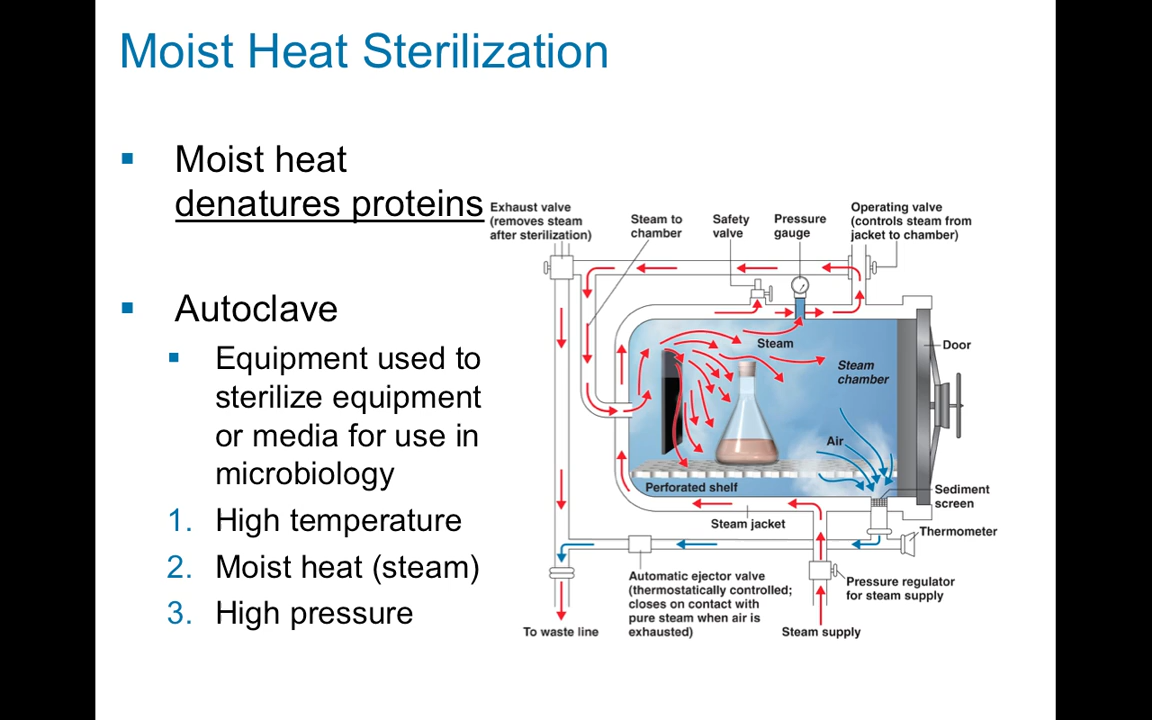 Moist Heat Sterilization
Moist heat
denatures proteins
Autoclave
Equipment used to
sterilize equipment
or media for use in
microbiology
1. High temperature
2. Moist heat (steam)
3. High pressure
Exhaust valve
(removes steam
after sterilization)
Steam to
chamber
Safety
valve
Pressure
gauge
Operating valve
(controls steam from
jacket to chamber)
Steam
Steam
chamber
Door
Air
Perforated shelf
Sediment
screen
Steam jacket
Thermometer
Automatic ejector valve
(thermostatically controlled;
closes on contact with
pure steam when air is
exhausted)
Pressure regulator
for steam supply
To waste line
Steam supply